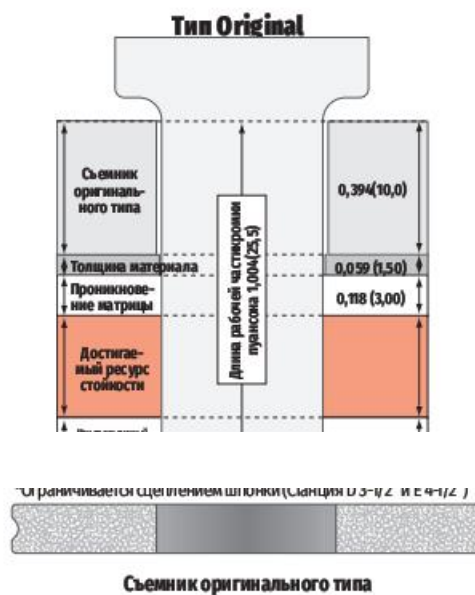 Тип Original
Съемник
оригиналь-
ного типа
0,394(10,0)
Толщина материала
0,059 (1,50)
Проникнове-
ние матрицы
0,118 (3,00)
Длина рабочей частикромки
пуансона 1,004(25,5)
Достигае-
мый ресурс
стойкости
*Ограничивается сцеплением шпонки (Станция D 3-1/2" и E 4-1/2")
Съемник оригинального типа